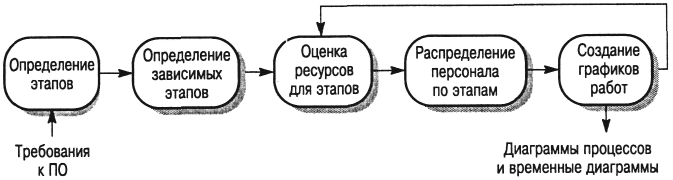 Определение
этапов
Определение
зависимых
этапов
Оценка
ресурсов
для этапов
Распределение
персонала
по этапам
Создание
графиков
работ
Требования
к ПО
Диаграммы процессов
и временные диаграммы